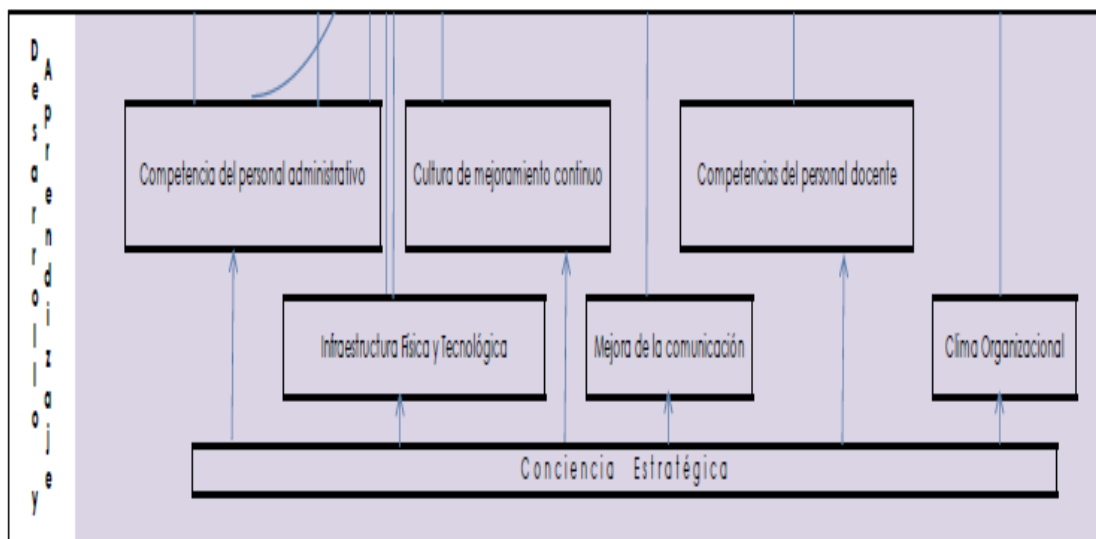 Desarrollo y
Aprendizaje
Competencia del personal administrativo
Cultura de mejoramiento continuo
Competencias del personal docente
Infraestructura Física y Tecnológica
Mejora de la comunicación
Clima Organizacional
Conciencia Estratégica